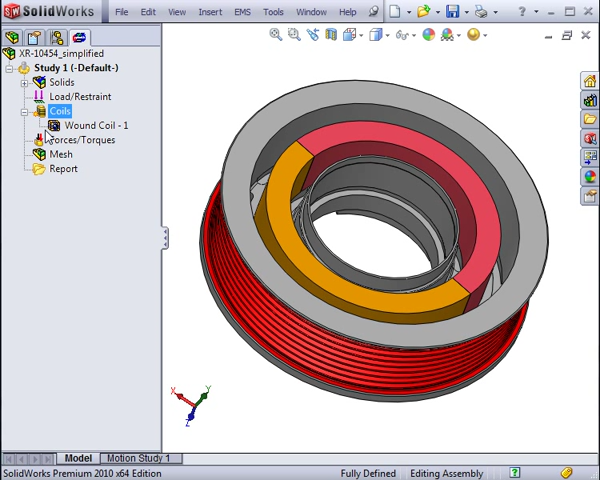 SolidWorks File Edit View Insert EMS Tools Window Help
XR-10454_simplified
Study 1 (-Default-)
Solids
Load/Restraint
Coils
Wound Coil - 1
Forces/Torques
Mesh
Report
X Y Z
Model Motion Study 1
SolidWorks Premium 2010 x64 Edition Fully Defined Editing Assembly